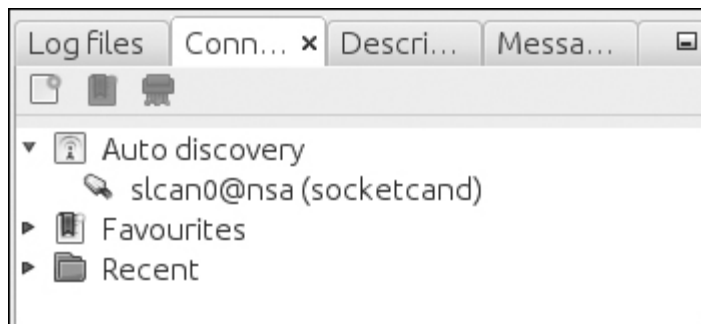 Log files Conn... × Descri... Messa...
Auto discovery
slcan0@nsa (socketcand)
Favourites
Recent